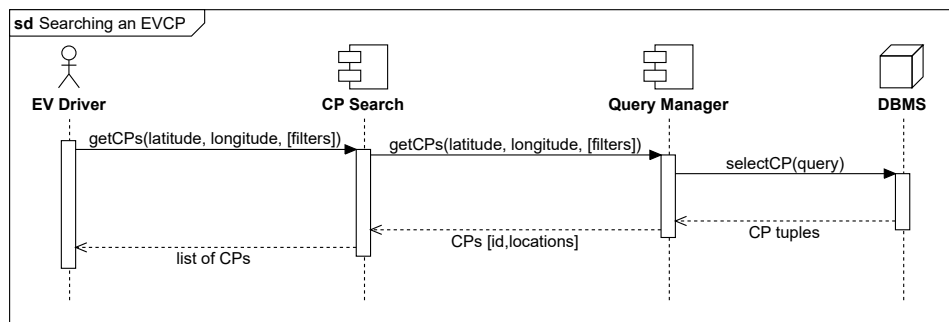 sd Searching an EVCP
EV Driver
CP Search
Query Manager
DBMS
getCPs(latitude, longitude, [filters])
getCPs(latitude, longitude, [filters])
selectCP(query)
CP tuples
CPs [id,locations]
list of CPs